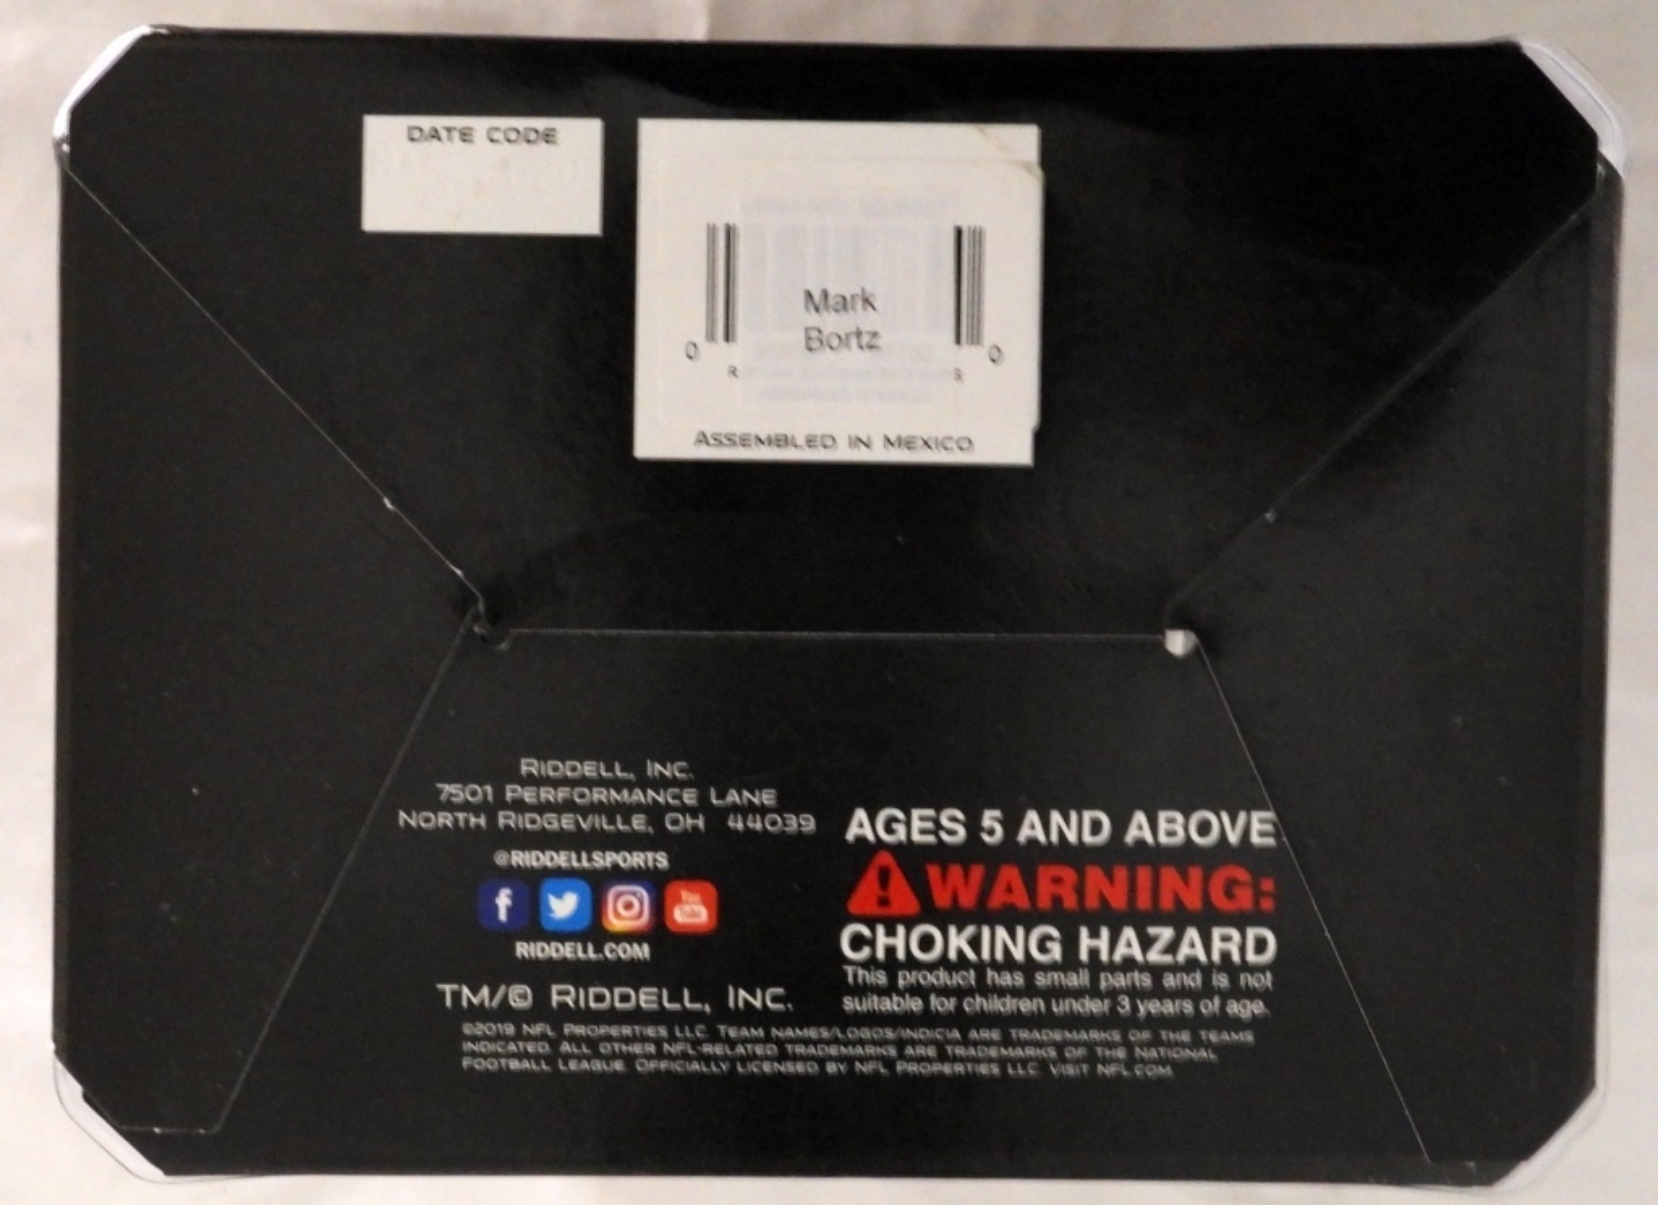 DATE CODE
Mark
Bortz
0
0
R
S
ASSEMBLED IN MEXICO
RIDDELL, INC.
7501 PERFORMANCE LANE
NORTH RIDGEVILLE, OH 44039
@RIDDELLSPORTS
You
Tube
RIDDELL.COM
TM/© RIDDELL, INC.
AGES 5 AND ABOVE
WARNING:
CHOKING HAZARD
This product has small parts and is not
suitable for children under 3 years of age.
©2019 NFL PROPERTIES LLC. TEAM NAMES/LOGOS/INDICIA ARE TRADEMARKS OF THE TEAMS
INDICATED. ALL OTHER NFL-RELATED TRADEMARKS ARE TRADEMARKS OF THE NATIONAL
FOOTBALL LEAGUE. OFFICIALLY LICENSED BY NFL PROPERTIES LLC. VISIT NFL.COM.